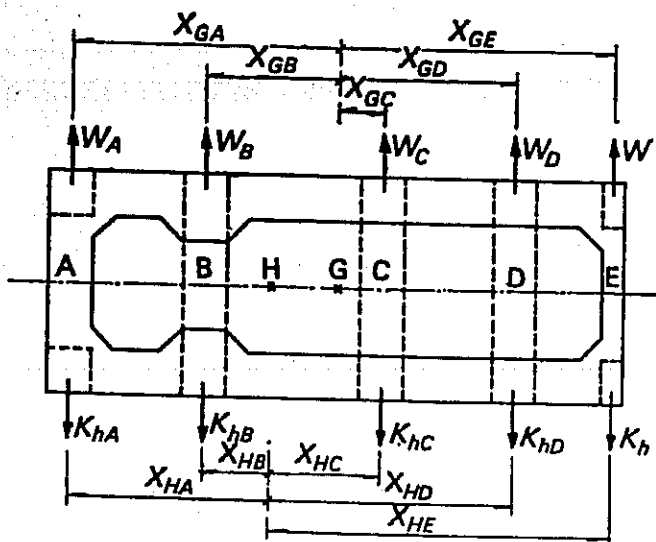 X_GA X_GE
X_GB X_GD
X_GC
W_A W_B W_C W_D W
A B H G C D E
K_hA K_hB K_hC K_hD K_h
X_HB X_HC
X_HA X_HD
X_HE